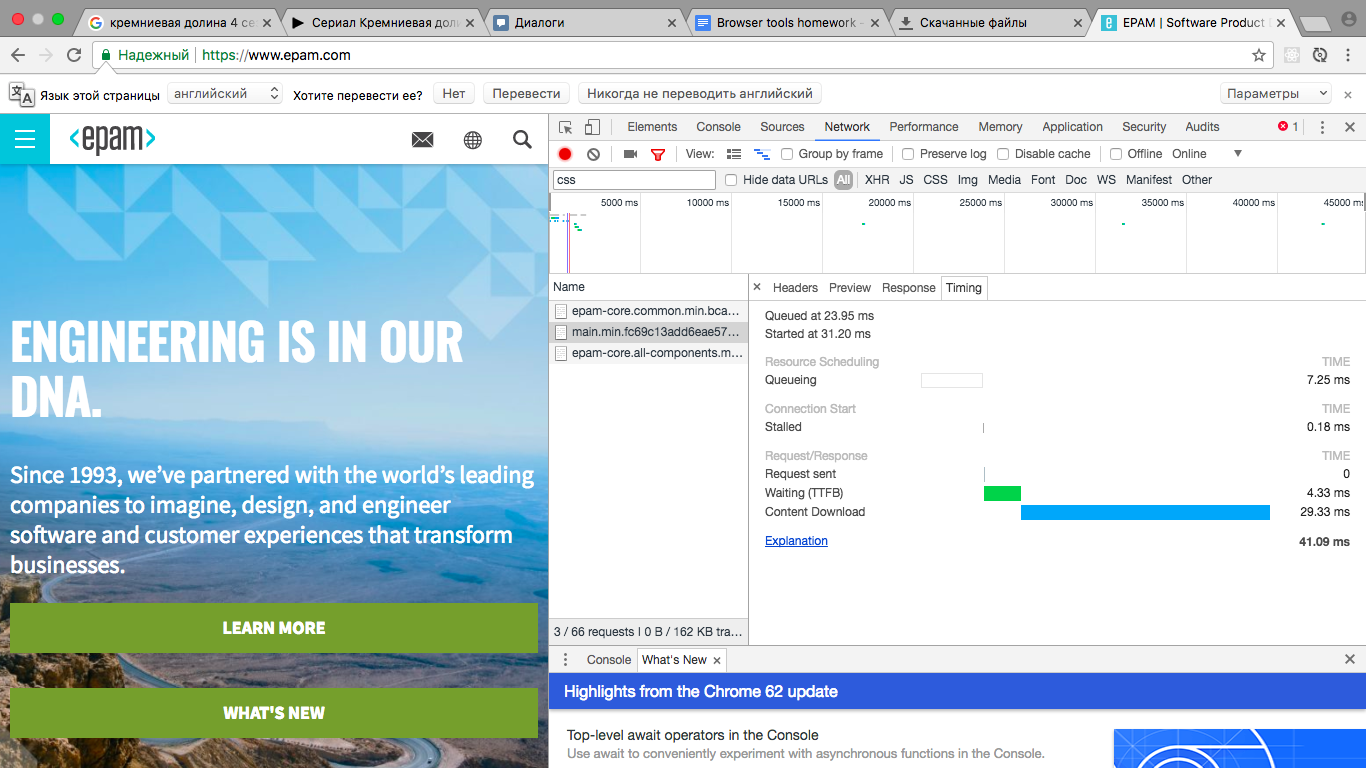 кремниевая долина 4 се
Сериал Кремниевая доли
Диалоги
Browser tools homework -
Скачанные файлы
EPAM | Software Product
Надежный
https://www.epam.com
Язык этой страницы
английский
Хотите перевести ее?
Нет
Перевести
Никогда не переводить английский
Параметры
<epam>
ENGINEERING IS IN OUR
DNA.
Since 1993, we’ve partnered with the world’s leading
companies to imagine, design, and engineer
software and customer experiences that transform
businesses.
LEARN MORE
WHAT'S NEW
Elements Console Sources Network Performance Memory Application Security Audits 1
View: Group by frame Preserve log Disable cache Offline Online
css Hide data URLs All XHR JS CSS Img Media Font Doc WS Manifest Other
5000 ms 10000 ms 15000 ms 20000 ms 25000 ms 30000 ms 35000 ms 40000 ms 45000 ms
Name
epam-core.common.min.bca...
main.min.fc69c13add6eae57...
epam-core.all-components.m...
3 / 66 requests | 0 B / 162 KB tra...
Headers Preview Response Timing
Queued at 23.95 ms
Started at 31.20 ms
Resource Scheduling TIME
Queueing 7.25 ms
Connection Start TIME
Stalled 0.18 ms
Request/Response TIME
Request sent 0
Waiting (TTFB) 4.33 ms
Content Download 29.33 ms
Explanation 41.09 ms
Console What's New
Highlights from the Chrome 62 update
Top-level await operators in the Console
Use await to conveniently experiment with asynchronous functions in the Console.